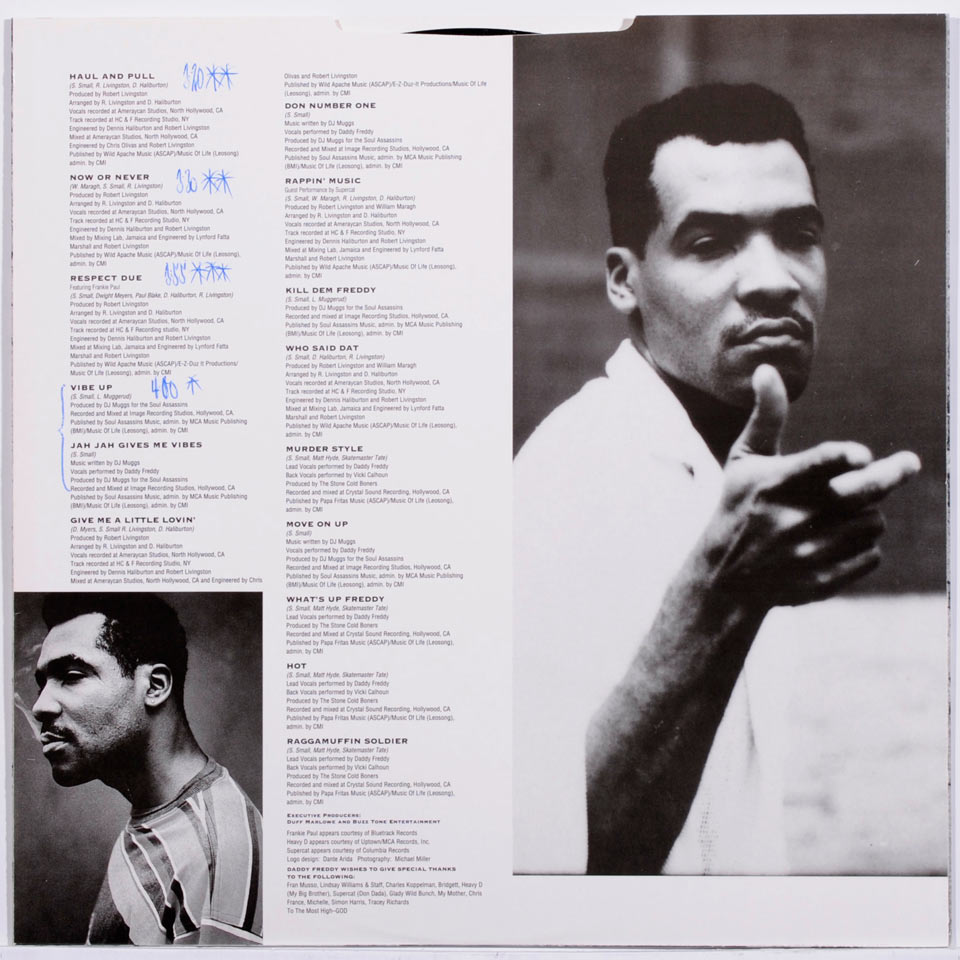 HAUL AND PULL 3 20 **
(S. Small, R. Livingston, D. Haliburton)
Produced by Robert Livingston
Arranged by R. Livingston and D. Haliburton
Vocals recorded at Ameraycan Studios, North Hollywood, CA
Track recorded at HC & F Recording Studio, NY
Engineered by Dennis Haliburton and Robert Livingston
Mixed at Ameraycan Studios, North Hollywood, CA
Engineered by Chris Olivas and Robert Livingston
Published by Wild Apache Music (ASCAP)/Music of Life (Leosong)
admin. by CMI
NOW OR NEVER 3 30 **
(W. Maragh, S. Small, R. Livingston)
Produced by Robert Livingston
Arranged by R. Livingston and D. Haliburton
Vocals recorded at Ameraycan Studios, North Hollywood, CA
Track recorded at HC & F Recording Studio, NY
Engineered by Dennis Haliburton and Robert Livingston
Mixed by Mixing Lab, Jamaica and Engineered by Lynford Fatta
Marshall and Robert Livingston
Published by Wild Apache Music (ASCAP)/Music Of Life (Leosong),
admin. by CMI
RESPECT DUE 3 55 ***
Featuring Frankie Paul
(S. Small, Dwight Meyers, Paul Blake, D. Haliburton, R. Livingston)
Produced by Robert Livingston
Arranged by R. Livingston and D. Haliburton
Vocals recorded at Ameraycan Studios, North Hollywood, CA
Track recorded at HC & F Recording studio, NY
Engineered by Dennis Haliburton and Robert Livingston
Mixed at Mixing Lab, Jamaica and Engineered by Lynford Fatta
Marshall and Robert Livingston
Published by Wild Apache Music (ASCAP)/E-Z-Duz It Productions/
Music Of Life (Leosong), admin. by CMI
VIBE UP 400 *
(S. Small, L. Muggerud)
Produced by DJ Muggs for the Soul Assassins
Recorded and Mixed at Image Recording Studios, Hollywood, CA.
Published by Soul Assassins Music, admin. by MCA Music Publishing
(BMI)/Music Of Life (Leosong), admin. by CMI
JAH JAH GIVES ME VIBES
(S. Small)
Music written by DJ Muggs
Vocals performed by Daddy Freddy
Produced by DJ Muggs for the Soul Assassins
Recorded and Mixed at Image Recording Studios, Hollywood, CA
Published by Soul Assassins Music, admin. by MCA Music Publishing
(BMI)/Music Of Life (Leosong), admin. by CMI
GIVE ME A LITTLE LOVIN'
(D. Myers, S. Small R. Livingston, D. Haliburton)
Produced by Robert Livingston
Arranged by R. Livingston and D. Haliburton
Vocals recorded at Ameraycan Studios, North Hollywood, CA
Track recorded at HC & F Recording Studio, NY
Engineered by Dennis Haliburton and Robert Livingston
Mixed at Ameraycan Studios, North Hollywood, CA and Engineered by Chris
Olivas and Robert Livingston
Published by Wild Apache Music (ASCAP)/E-Z-Duz-It Productions/Music Of Life
(Leosong), admin. by CMI
DON NUMBER ONE
(S. Small)
Music written by DJ Muggs
Vocals performed by Daddy Freddy
Produced by DJ Muggs for the Soul Assassins
Recorded and Mixed at Image Recording Studios, Hollywood, CA.
Published by Soul Assassins Music, admin. by MCA Music Publishing
(BMI)/Music Of Life (Leosong), admin. by CMI
RAPPIN' MUSIC
Guest Performance by Supercat
(S. Small, W. Maragh, R. Livingston, D. Haliburton)
Produced by Robert Livingston and William Maragh
Arranged by R. Livingston and D. Haliburton
Vocals recorded at Ameraycan Studios, North Hollywood, CA
Track recorded at HC & F Recording Studio, NY
Engineered by Dennis Haliburton and Robert Livingston
Mixed at Mixing Lab, Jamaica and Engineered by Lynford Fatta
Marshall and Robert Livingston
Published by Wild Apache Music (ASCAP)/Music Of Life (Leosong),
admin. by CMI
KILL DEM FREDDY
(S. Small, L. Muggerud)
Produced by DJ Muggs for the Soul Assassins
Recorded and mixed at Image Recording Studios, Hollywood, CA.
Published by Soul Assassins Music, admin. by MCA Music Publishing
(BMI)/Music Of Life (Leosong), admin. by CMI
WHO SAID DAT
(S. Small, D. Haliburton, R. Livingston)
Produced by Robert Livingston and William Maragh
Arranged by R. Livingston and D. Haliburton
Vocals recorded at Ameraycan Studios, North Hollywood, CA
Track recorded at HC & F Recording Studio, NY
Engineered by Dennis Haliburton and Robert Livingston
Mixed at Mixing Lab, Jamaica and Engineered by Lynford Fatta
Marshall and Robert Livingston
Published by Wild Apache Music (ASCAP)/Music Of Life (Leosong),
admin. by CMI
MURDER STYLE
(S. Small, Matt Hyde, Skatemaster Tate)
Lead Vocals performed by Daddy Freddy
Back Vocals performed by Vicki Calhoun
Produced by The Stone Cold Boners
Recorded and mixed at Crystal Sound Recording, Hollywood, CA
Published by Papa Fritas Music (ASCAP)/Music Of Life (Leosong),
admin. by CMI
MOVE ON UP
(S. Small)
Music written by DJ Muggs
Vocals performed by Daddy Freddy
Produced by DJ Muggs for the Soul Assassins
Recorded and Mixed at Image Recording Studios, Hollywood, CA
Published by Soul Assassins Music, admin. by MCA Music Publishing
(BMI)/Music Of Life (Leosong), admin. by CMI
WHAT'S UP FREDDY
(S. Small, Matt Hyde, Skatemaster Tate)
Lead Vocals performed by Daddy Freddy
Produced by The Stone Cold Boners
Recorded and Mixed at Crystal Sound Recording, Hollywood, CA
Published by Papa Fritas Music (ASCAP)/Music Of Life (Leosong),
admin. by CMI
HOT
(S. Small, Matt Hyde, Skatemaster Tate)
Lead Vocals performed by Daddy Freddy
Back Vocals performed by Vicki Calhoun
Produced by The Stone Cold Boners
Recorded and mixed at Crystal Sound Recording, Hollywood, CA
Published by Papa Fritas Music (ASCAP)/Music Of Life (Leosong),
admin. by CMI
RAGGAMUFFIN SOLDIER
(S. Small, Matt Hyde, Skatemaster Tate)
Lead Vocals performed by Daddy Freddy
Back Vocals performed by Vicki Calhoun
Produced by The Stone Cold Boners
Recorded and mixed at Crystal Sound Recording, Hollywood, CA
Published by Papa Fritas Music (ASCAP)/Music Of Life (Leosong),
admin. by CMI
EXECUTIVE PRODUCERS:
DUFF MARLOWE AND BUZZ TONE ENTERTAINMENT
Frankie Paul appears courtesy of Bluetrack Records
Heavy D appears courtesy of Uptown/MCA Records, Inc.
Supercat appears courtesy of Columbia Records
Logo design: Dante Arida Photography: Michael Miller
DADDY FREDDY WISHES TO GIVE SPECIAL THANKS
TO THE FOLLOWING:
Fran Musso, Lindsay Williams & Staff, Charles Koppelman, Bridgett, Heavy D
(My Big Brother), Supercat (Don Dada), Glady Wild Bunch, My Mother, Chris
France, Michelle, Simon Harris, Tracey Richards
To The Most High-GOD